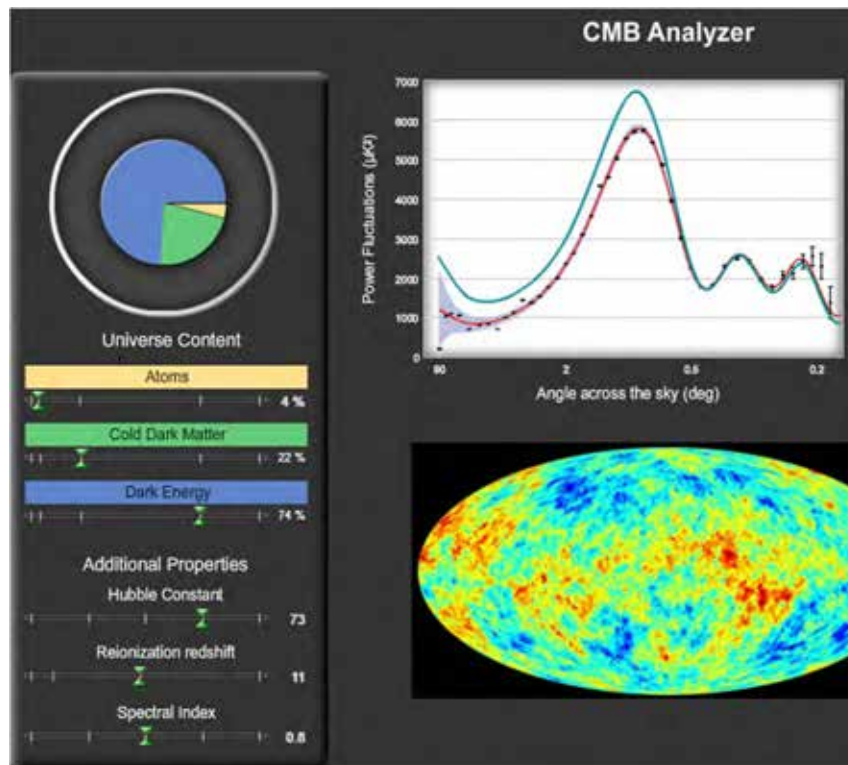 CMB Analyzer
Universe Content
Atoms
4 %
Cold Dark Matter
22 %
Dark Energy
74 %
Additional Properties
Hubble Constant
73
Reionization redshift
11
Spectral Index
0.8
Power Fluctuations (μK²)
7000
6000
5000
4000
3000
2000
1000
0
90
2
0.5
0.2
Angle across the sky (deg)